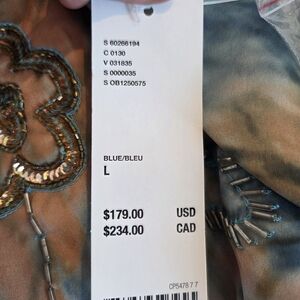 S 60266194
C 0130
V 031835
S 0000035
S OB1250575
BLUE/BLEU
L
$179.00 USD
$234.00 CAD
CP5478 7 7